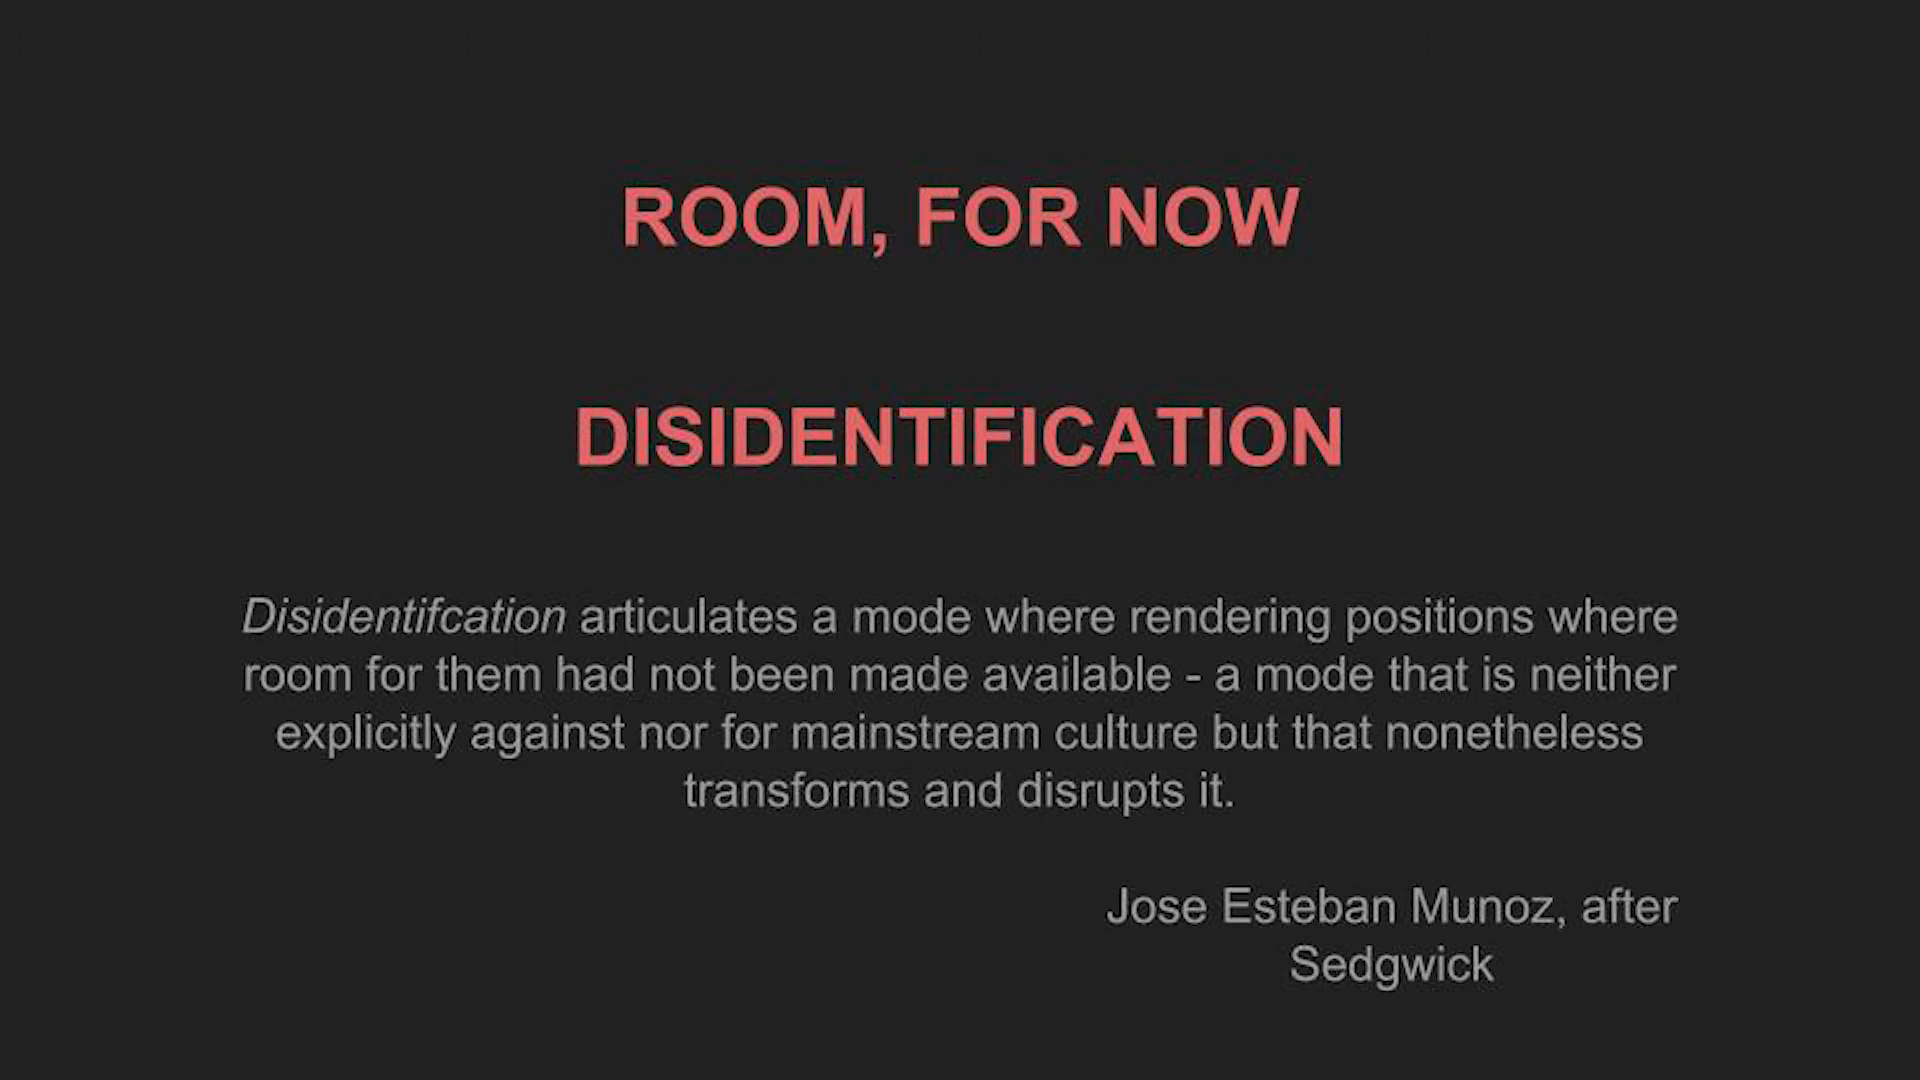 ROOM, FOR NOW
DISIDENTIFICATION
Disidentifcation articulates a mode where rendering positions where
room for them had not been made available - a mode that is neither
explicitly against nor for mainstream culture but that nonetheless
transforms and disrupts it.
Jose Esteban Munoz, after
Sedgwick